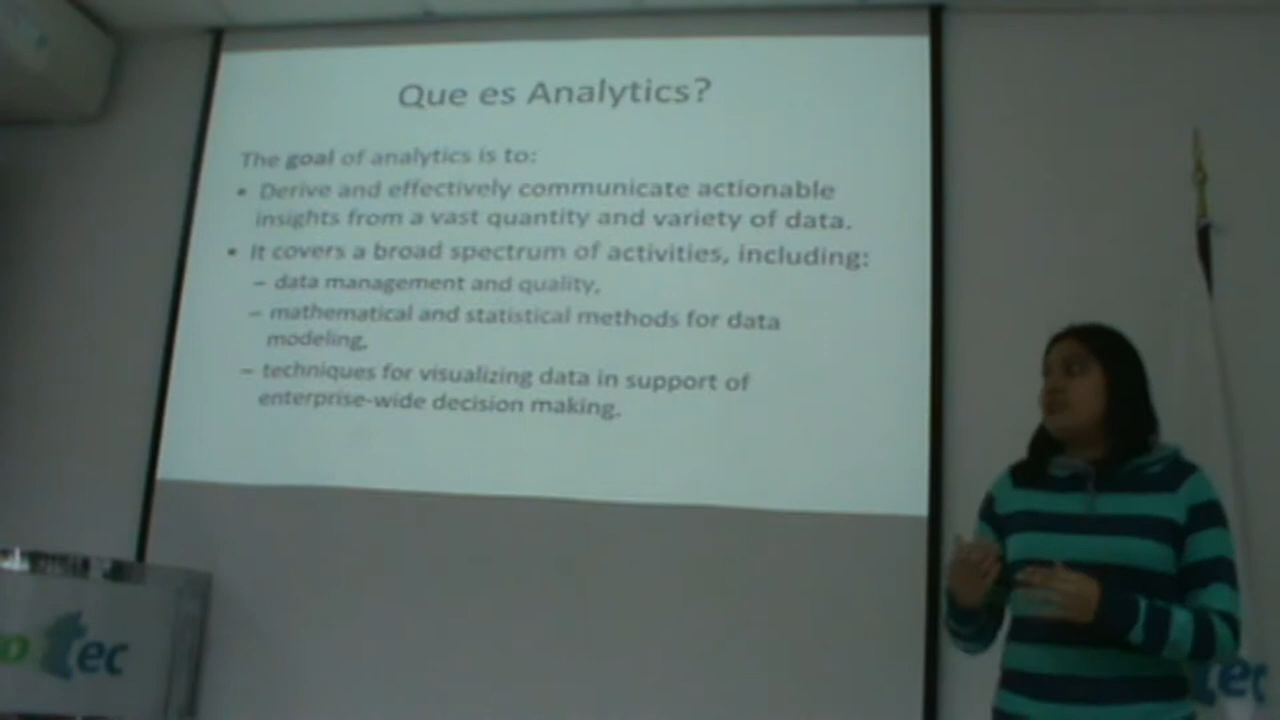 Que es Analytics?
The goal of analytics is to:
• Derive and effectively communicate actionable
insights from a vast quantity and variety of data.
• It covers a broad spectrum of activities, including:
– data management and quality,
– mathematical and statistical methods for data
modeling,
– techniques for visualizing data in support of
enterprise-wide decision making.
o tec
tec